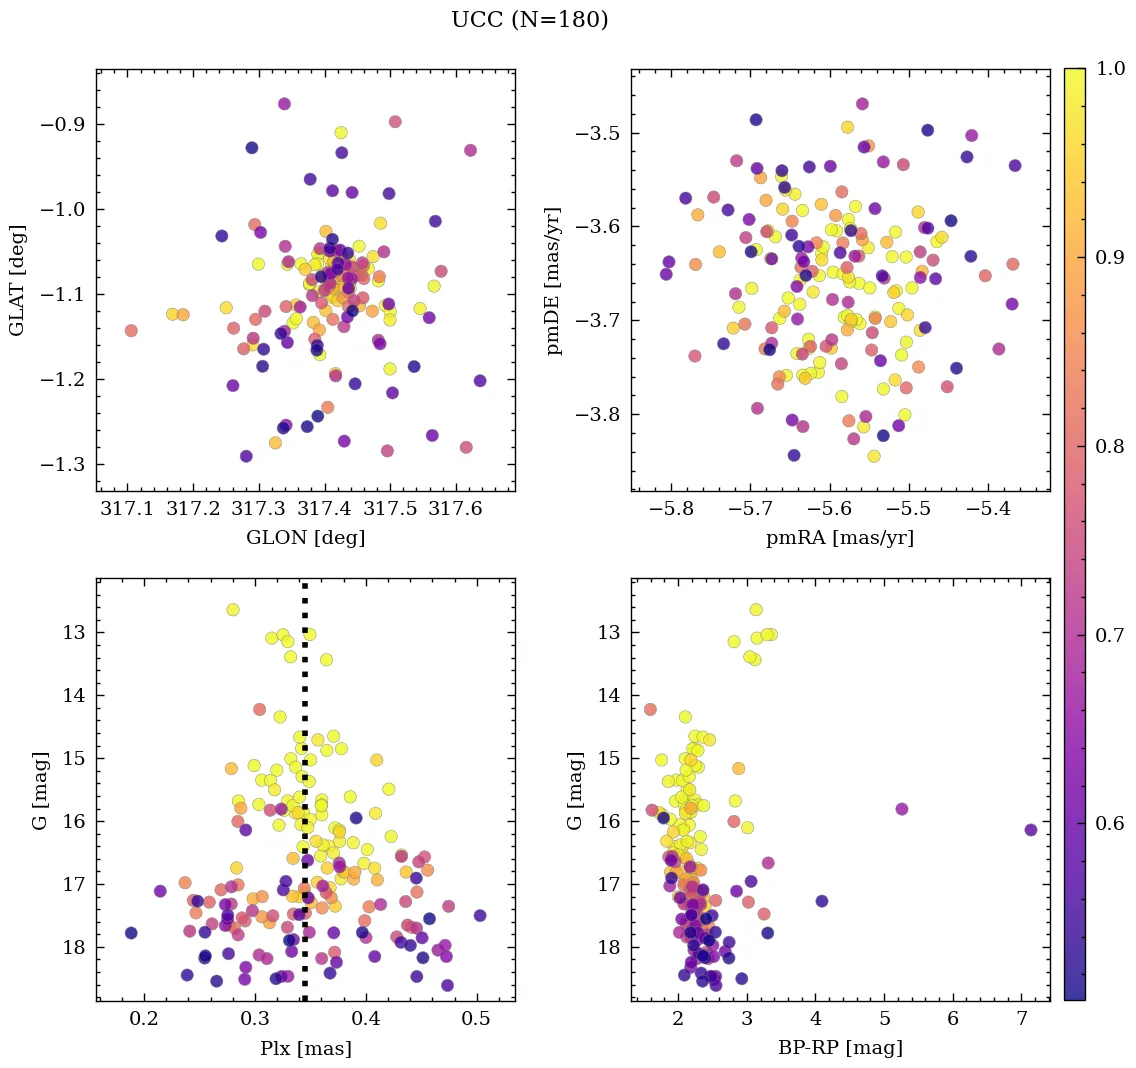 UCC (N=180)
−0.9
−1.0
−1.1
−1.2
−1.3
GLAT [deg]
317.1 317.2 317.3 317.4 317.5 317.6
GLON [deg]
−3.5
−3.6
−3.7
−3.8
pmDE [mas/yr]
−5.8 −5.7 −5.6 −5.5 −5.4
pmRA [mas/yr]
1.0
0.9
0.8
0.7
0.6
13
14
15
16
17
18
G [mag]
0.2 0.3 0.4 0.5
Plx [mas]
13
14
15
16
17
18
G [mag]
2 3 4 5 6 7
BP-RP [mag]